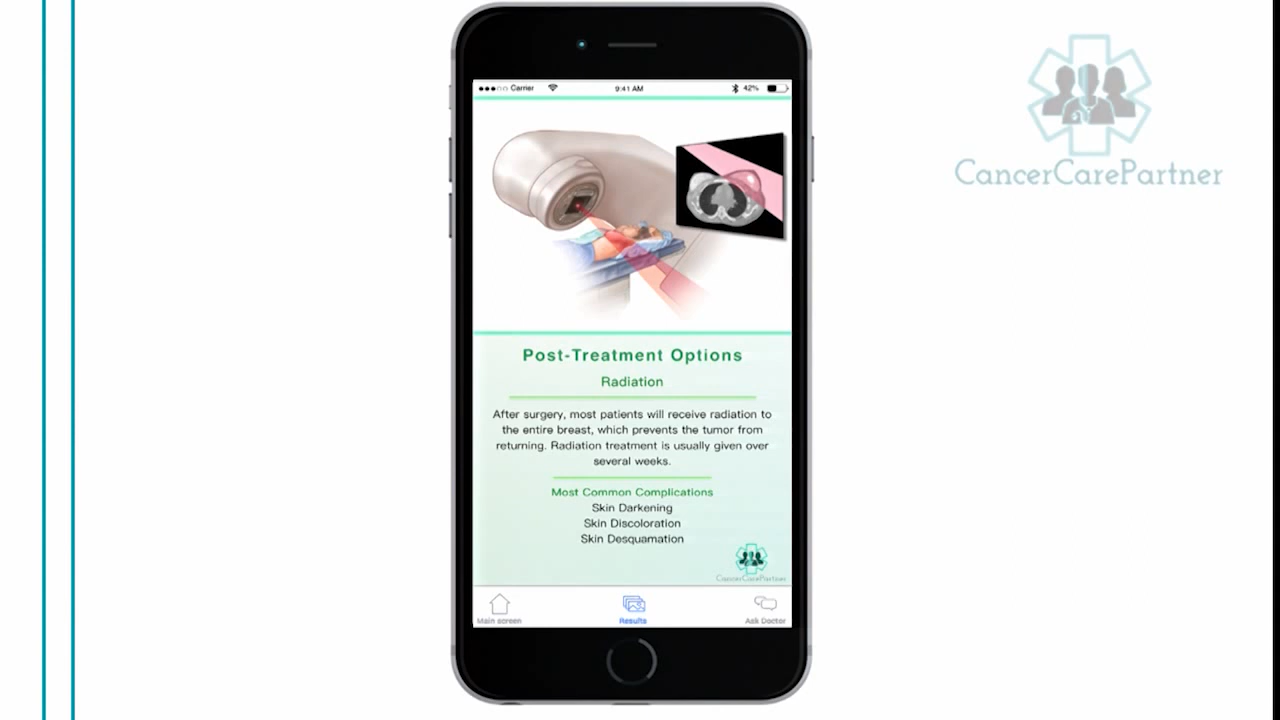 Carrier 9:41 AM 42%
CancerCarePartner
Post-Treatment Options
Radiation
After surgery, most patients will receive radiation to
the entire breast, which prevents the tumor from
returning. Radiation treatment is usually given over
several weeks.
Most Common Complications
Skin Darkening
Skin Discoloration
Skin Desquamation
CancerCarePartner
Main screen Results Ask Doctor